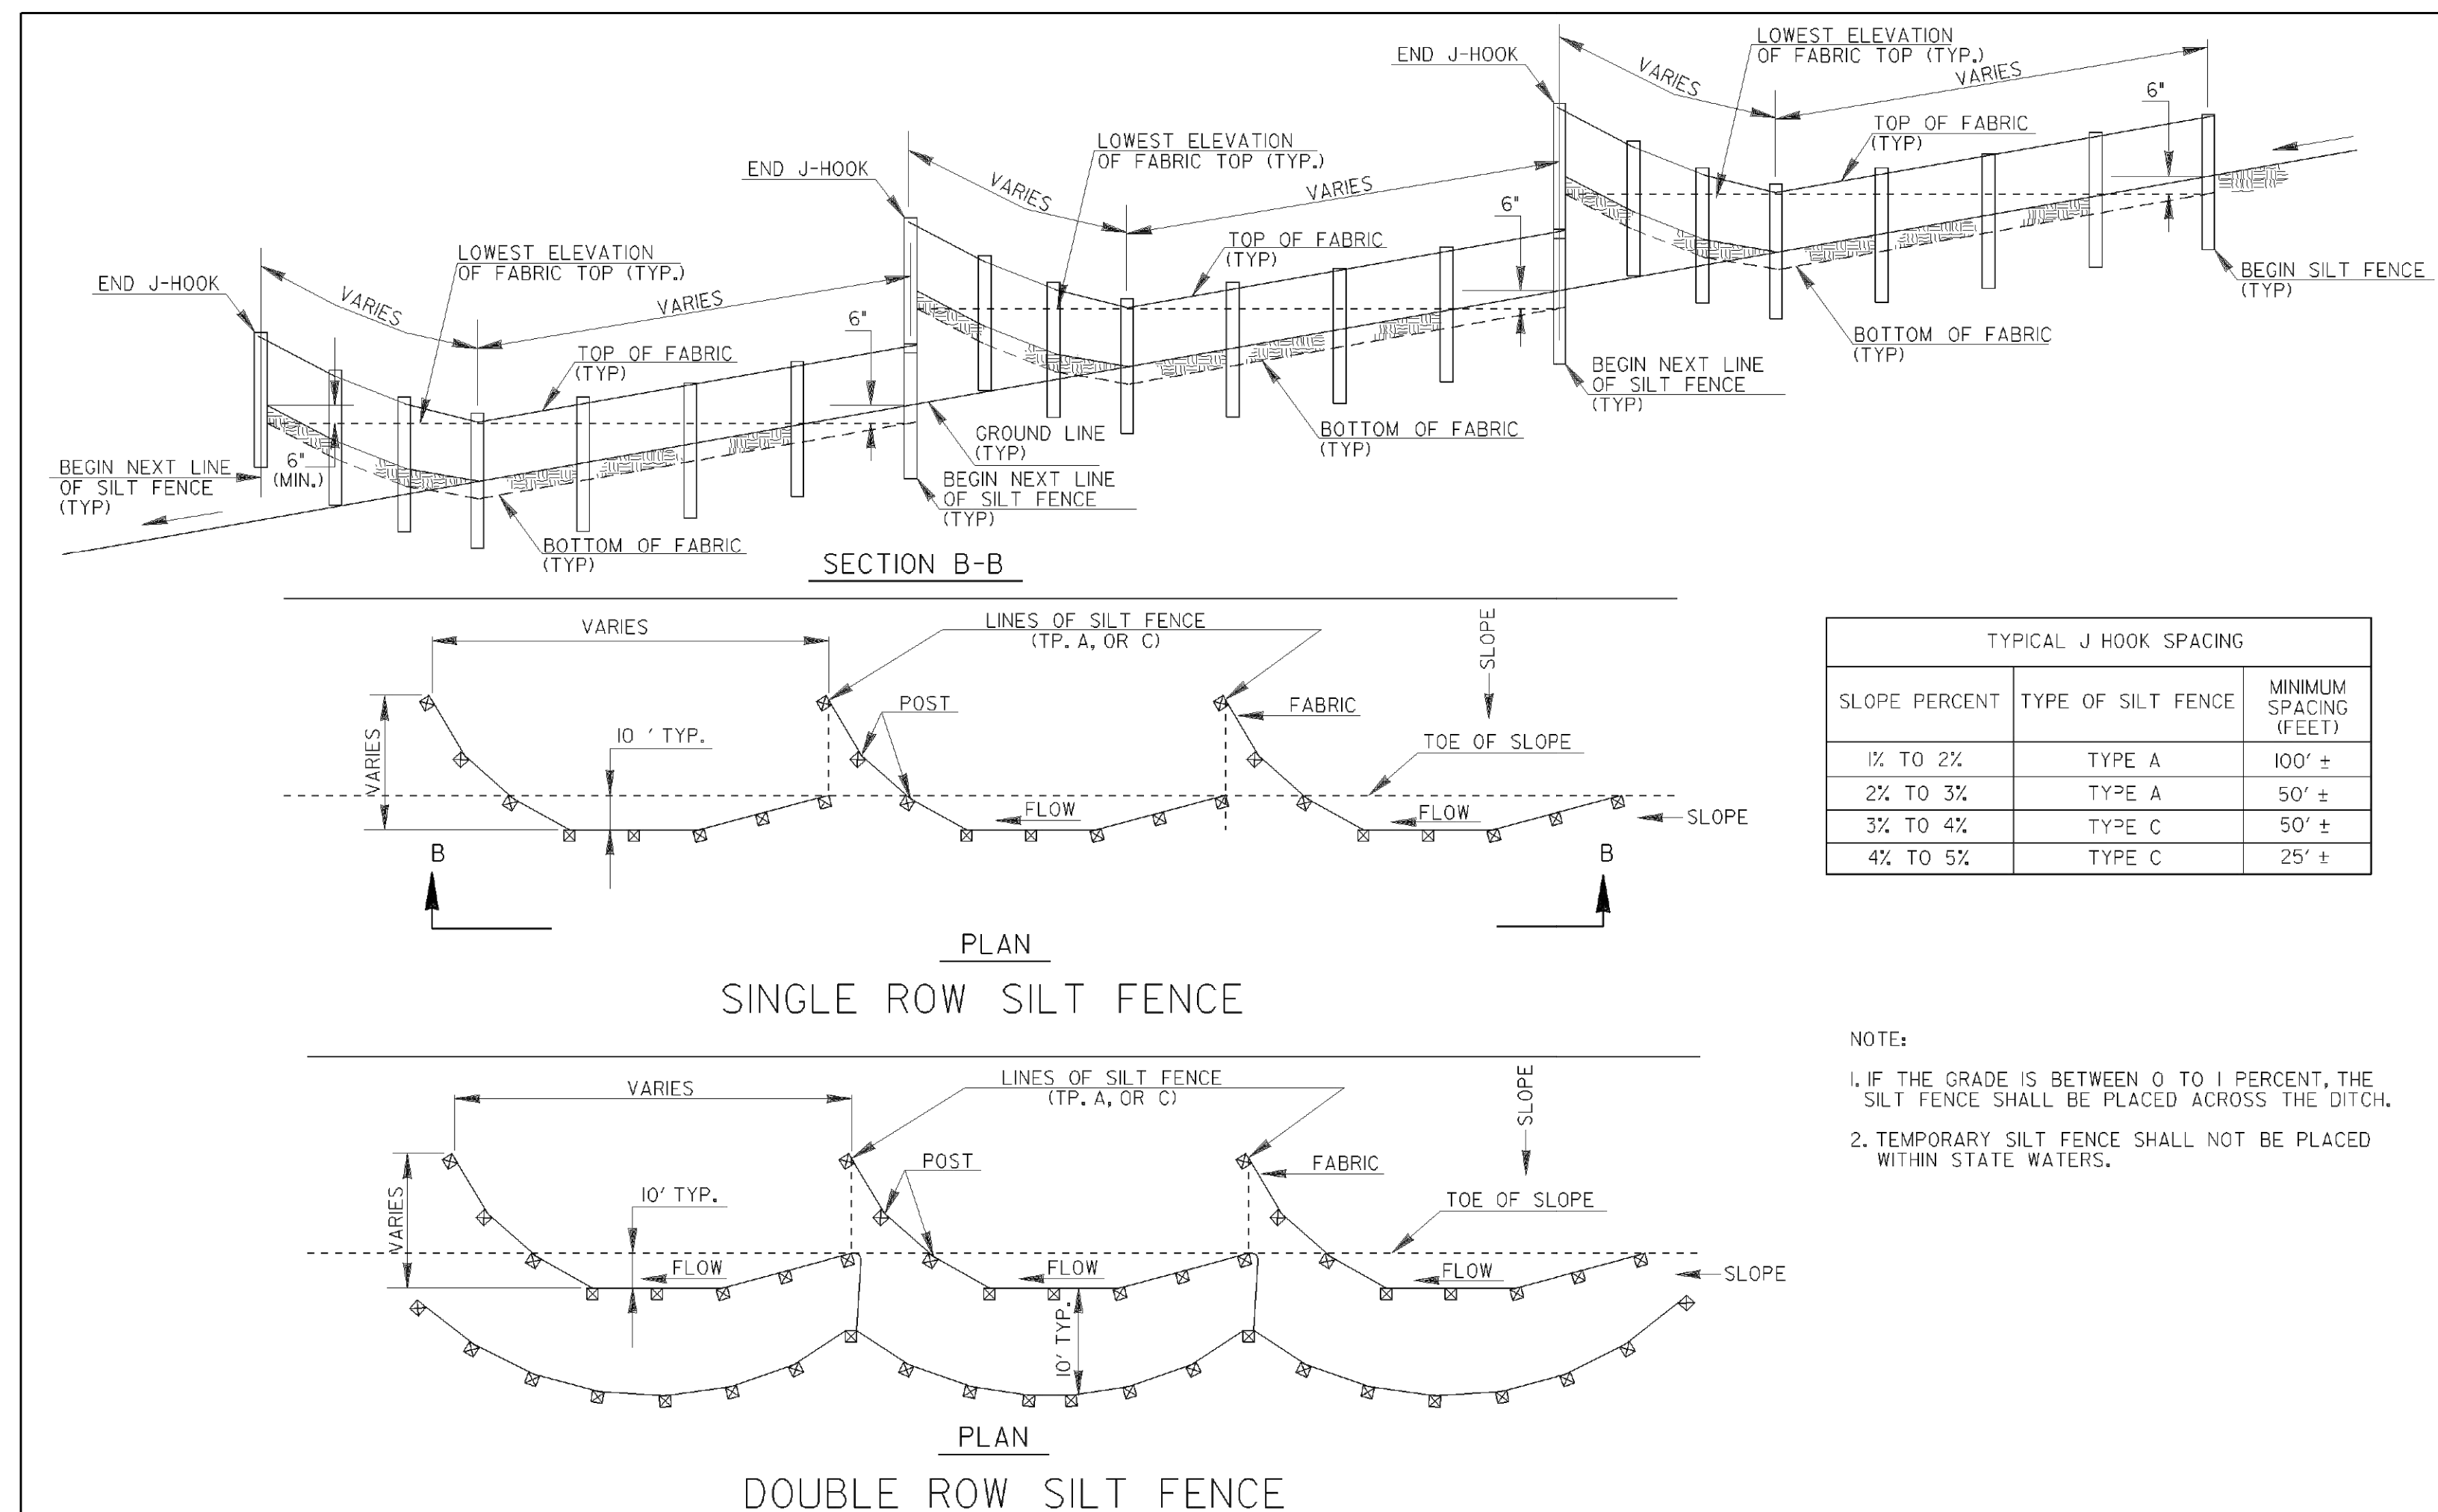 END J-HOOK
VARIES
LOWEST ELEVATION
OF FABRIC TOP (TYP.)
VARIES
6"
TOP OF FABRIC
(TYP)
BEGIN SILT FENCE
(TYP)
BOTTOM OF FABRIC
(TYP)
END J-HOOK
VARIES
LOWEST ELEVATION
OF FABRIC TOP (TYP.)
VARIES
6"
TOP OF FABRIC
(TYP)
BEGIN NEXT LINE
OF SILT FENCE
(TYP)
BOTTOM OF FABRIC
(TYP)
END J-HOOK
VARIES
LOWEST ELEVATION
OF FABRIC TOP (TYP.)
VARIES
6"
TOP OF FABRIC
(TYP)
GROUND LINE
(TYP)
BEGIN NEXT LINE
OF SILT FENCE
(TYP)
BEGIN NEXT LINE
OF SILT FENCE
(TYP)
6"
(MIN.)
BOTTOM OF FABRIC
(TYP)
SECTION B-B
VARIES
LINES OF SILT FENCE
(TP. A, OR C)
SLOPE
VARIES
10 ' TYP.
POST
FABRIC
TOE OF SLOPE
FLOW
FLOW
SLOPE
B
B
PLAN
SINGLE ROW SILT FENCE
TYPICAL J HOOK SPACING
SLOPE PERCENT
TYPE OF SILT FENCE
MINIMUM
SPACING
(FEET)
1% TO 2%
TYPE A
100' ±
2% TO 3%
TYPE A
50' ±
3% TO 4%
TYPE C
50' ±
4% TO 5%
TYPE C
25' ±
NOTE:
1. IF THE GRADE IS BETWEEN 0 TO 1 PERCENT, THE
SILT FENCE SHALL BE PLACED ACROSS THE DITCH.
2. TEMPORARY SILT FENCE SHALL NOT BE PLACED
WITHIN STATE WATERS.
VARIES
LINES OF SILT FENCE
(TP. A, OR C)
SLOPE
VARIES
10' TYP.
POST
FABRIC
TOE OF SLOPE
FLOW
FLOW
FLOW
SLOPE
10' TYP.
PLAN
DOUBLE ROW SILT FENCE